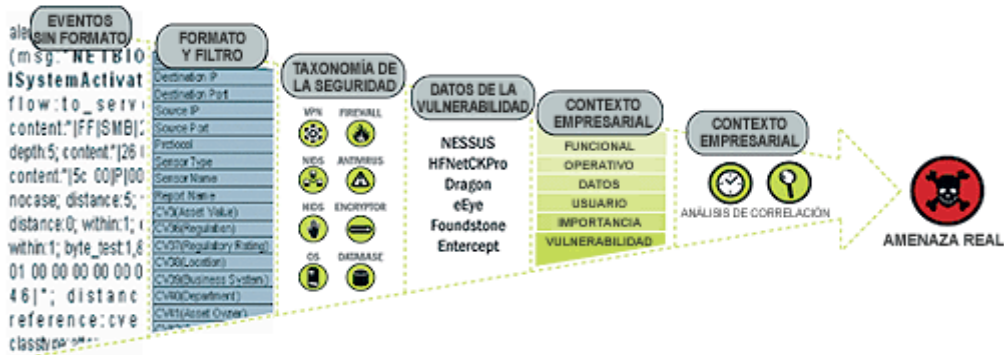 EVENTOS
SIN FORMATO
(msg:"NETBIO
ISystemActivat
flow:to_serv
content:"|FF|SMB|2
depth:5; content:"|26
content:"|5c 00|P|00
nocase; distance:5;
distance:0; within:1;
within:1; byte_test:1,8
01 00 00 00 00 00 0
46|"; distanc
reference:cve
FORMATO
Y FILTRO
Destination IP
Destination Port
Source IP
Source Port
Protocol
Sensor Type
Sensor Name
Report Name
CV3(Asset Value)
CV36(Regulation)
CV37(Regulatory Rating)
CV38(Location)
CV39(Business System)
CV40(Department)
CV41(Asset Owner)
TAXONOMÍA DE
LA SEGURIDAD
VPN FIREWALL
NIDS ANTIVIRUS
HIDS ENCRYPTOR
OS DATABASE
DATOS DE LA
VULNERABILIDAD
NESSUS
HFNetCKPro
Dragon
eEye
Foundstone
Entercept
CONTEXTO
EMPRESARIAL
FUNCIONAL
OPERATIVO
DATOS
USUARIO
IMPORTANCIA
VULNERABILIDAD
CONTEXTO
EMPRESARIAL
ANÁLISIS DE CORRELACIÓN
AMENAZA REAL